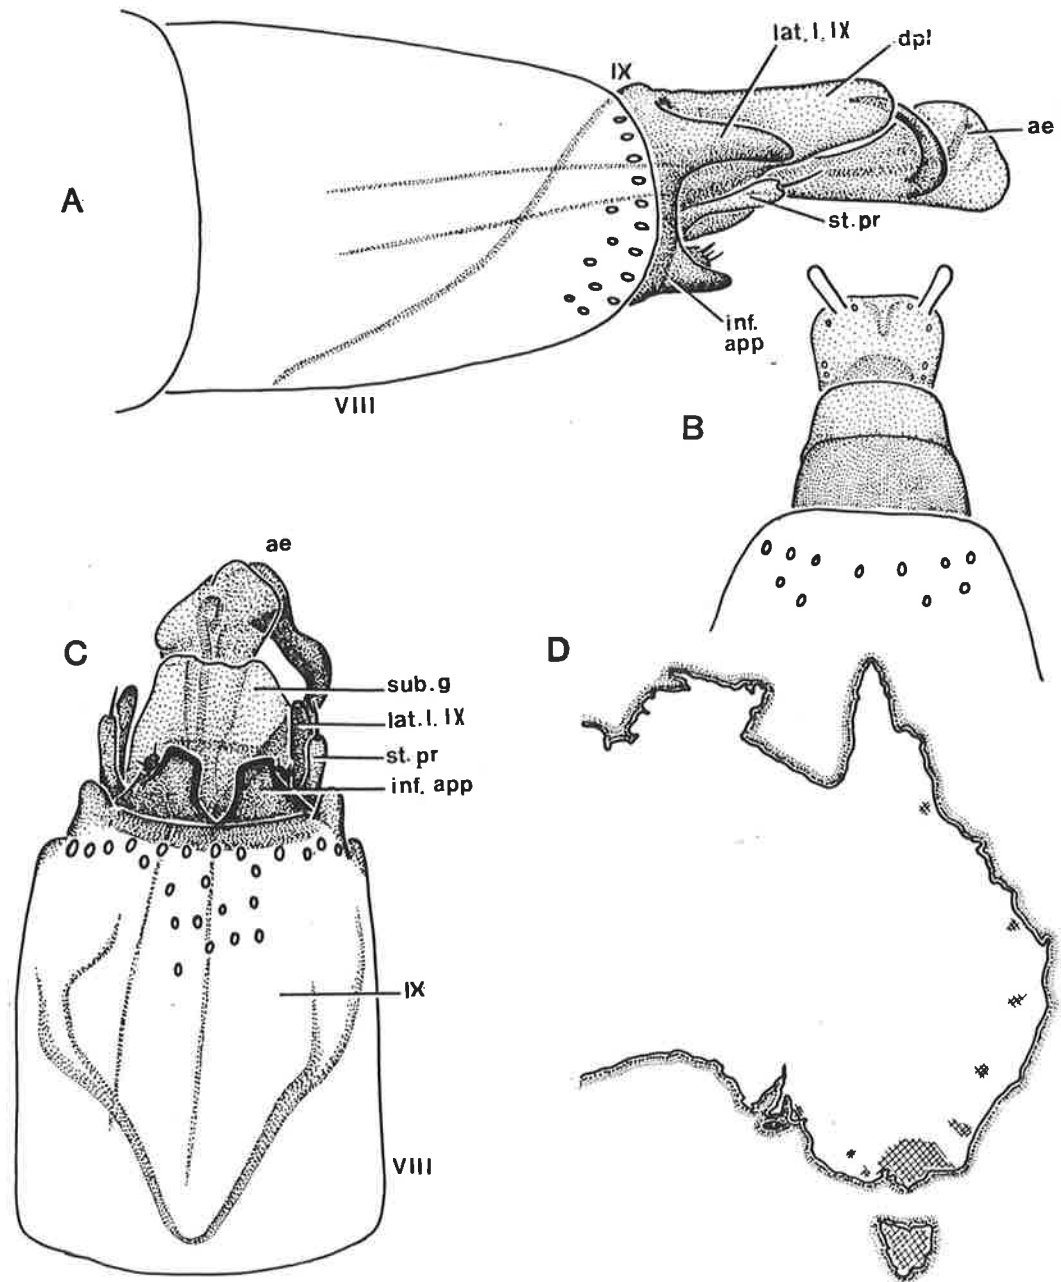 A
IX
lat. l. IX
dpl
ae
st. pr
inf.
app
VIII
B
C
ae
sub. g
lat. l. IX
st. pr
inf. app
IX
VIII
D